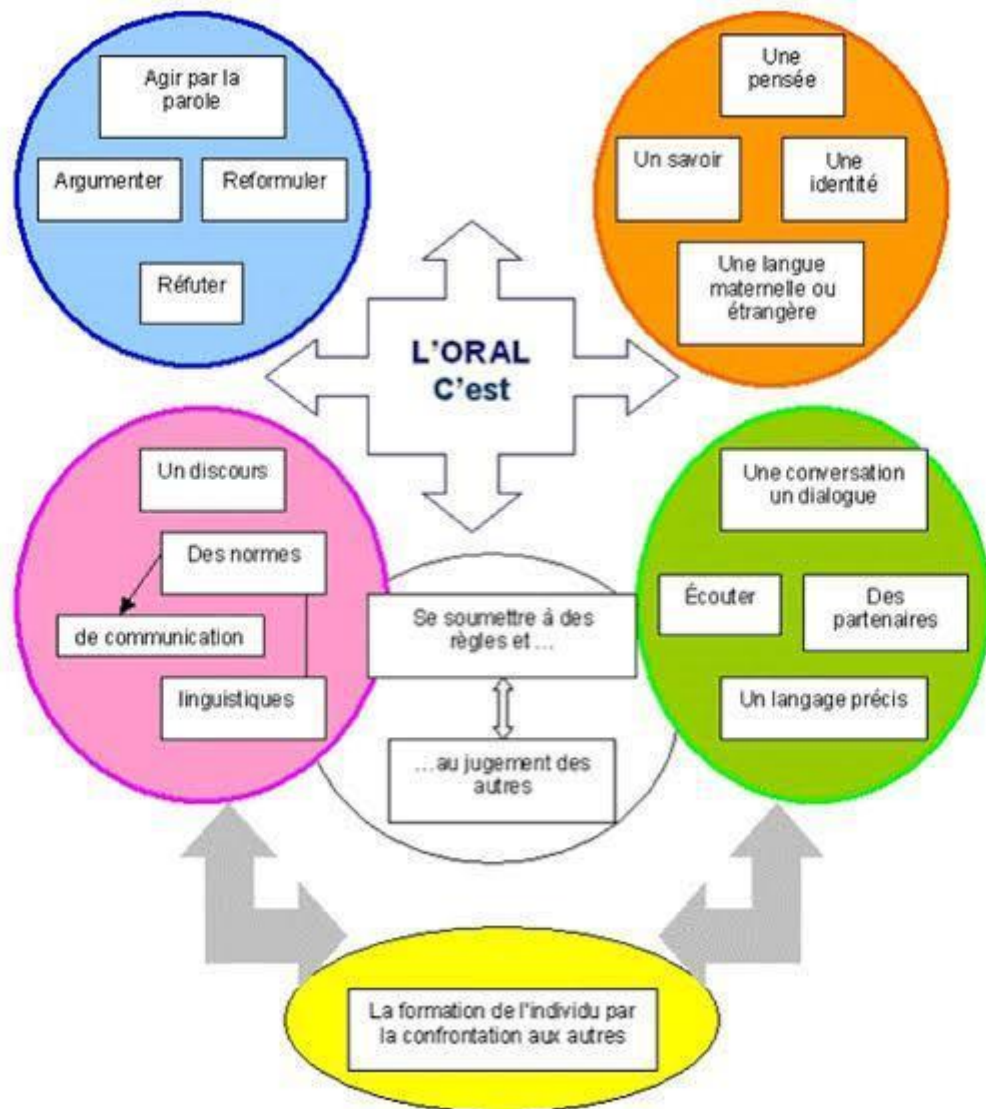 Agir par la
parole
Argumenter
Reformuler
Réfuter
Une
pensée
Un savoir
Une
identité
Une langue
maternelle ou
étrangère
L'ORAL
C'est
Un discours
Des normes
de communication
linguistiques
Se soumettre à des
règles et ...
...au jugement des
autres
Une conversation
un dialogue
Écouter
Des
partenaires
Un langage précis
La formation de l'individu par
la confrontation aux autres